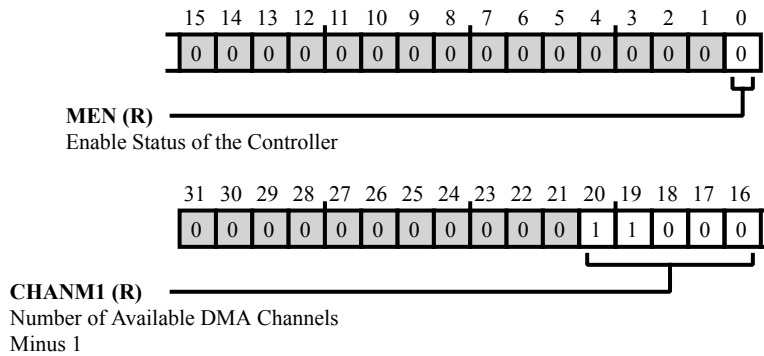 15 14 13 12 11 10 9 8 7 6 5 4 3 2 1 0
0 0 0 0 0 0 0 0 0 0 0 0 0 0 0 0
MEN (R)
Enable Status of the Controller
31 30 29 28 27 26 25 24 23 22 21 20 19 18 17 16
0 0 0 0 0 0 0 0 0 0 0 1 1 0 0 0
CHANM1 (R)
Number of Available DMA Channels
Minus 1